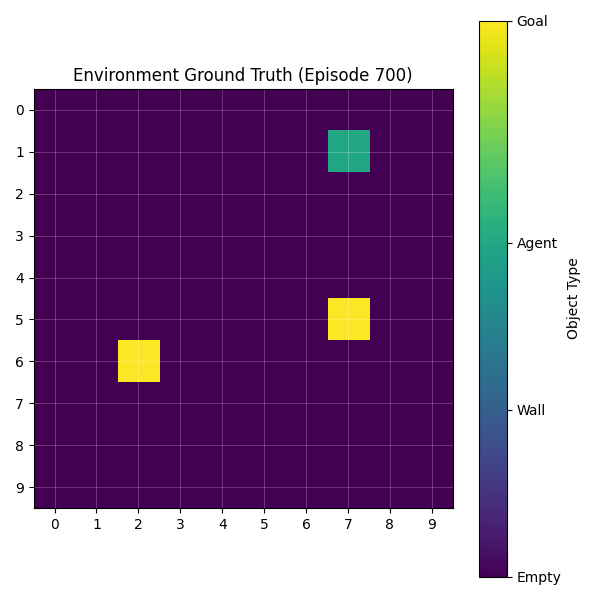 Environment Ground Truth (Episode 700)
0
1
2
3
4
5
6
7
8
9
0 1 2 3 4 5 6 7 8 9
Goal
Agent
Wall
Empty
Object Type